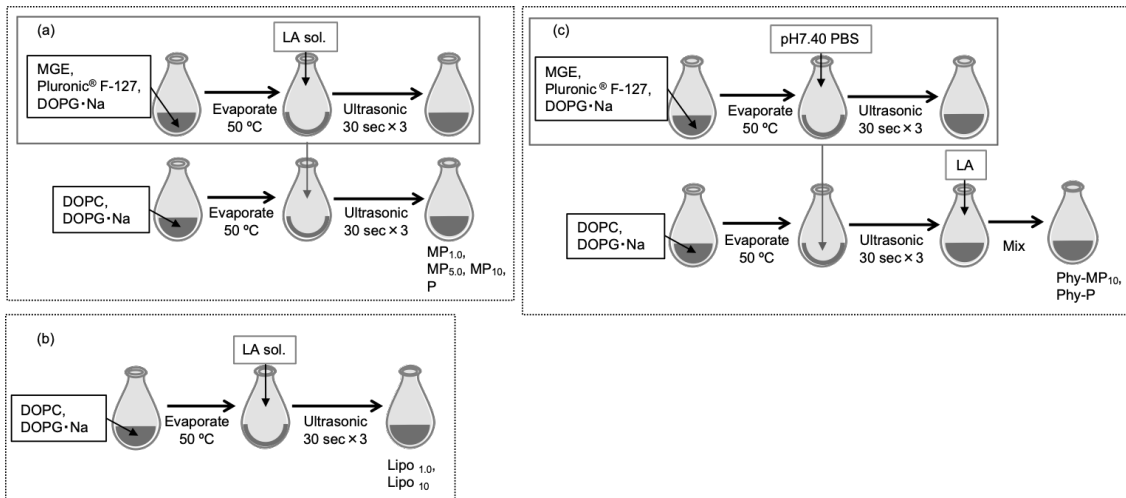 (a)
LA sol.
MGE,
Pluronic® F-127,
DOPG・Na
Evaporate
50 ºC
Ultrasonic
30 sec×3
DOPC,
DOPG・Na
Evaporate
50 ºC
Ultrasonic
30 sec×3
MP1.0,
MP5.0, MP10,
P
(b)
LA sol.
DOPC,
DOPG・Na
Evaporate
50 ºC
Ultrasonic
30 sec×3
Lipo 1.0,
Lipo 10
(c)
pH7.40 PBS
MGE,
Pluronic® F-127,
DOPG・Na
Evaporate
50 ºC
Ultrasonic
30 sec×3
LA
DOPC,
DOPG・Na
Evaporate
50 ºC
Ultrasonic
30 sec×3
Mix
Phy-MP10,
Phy-P